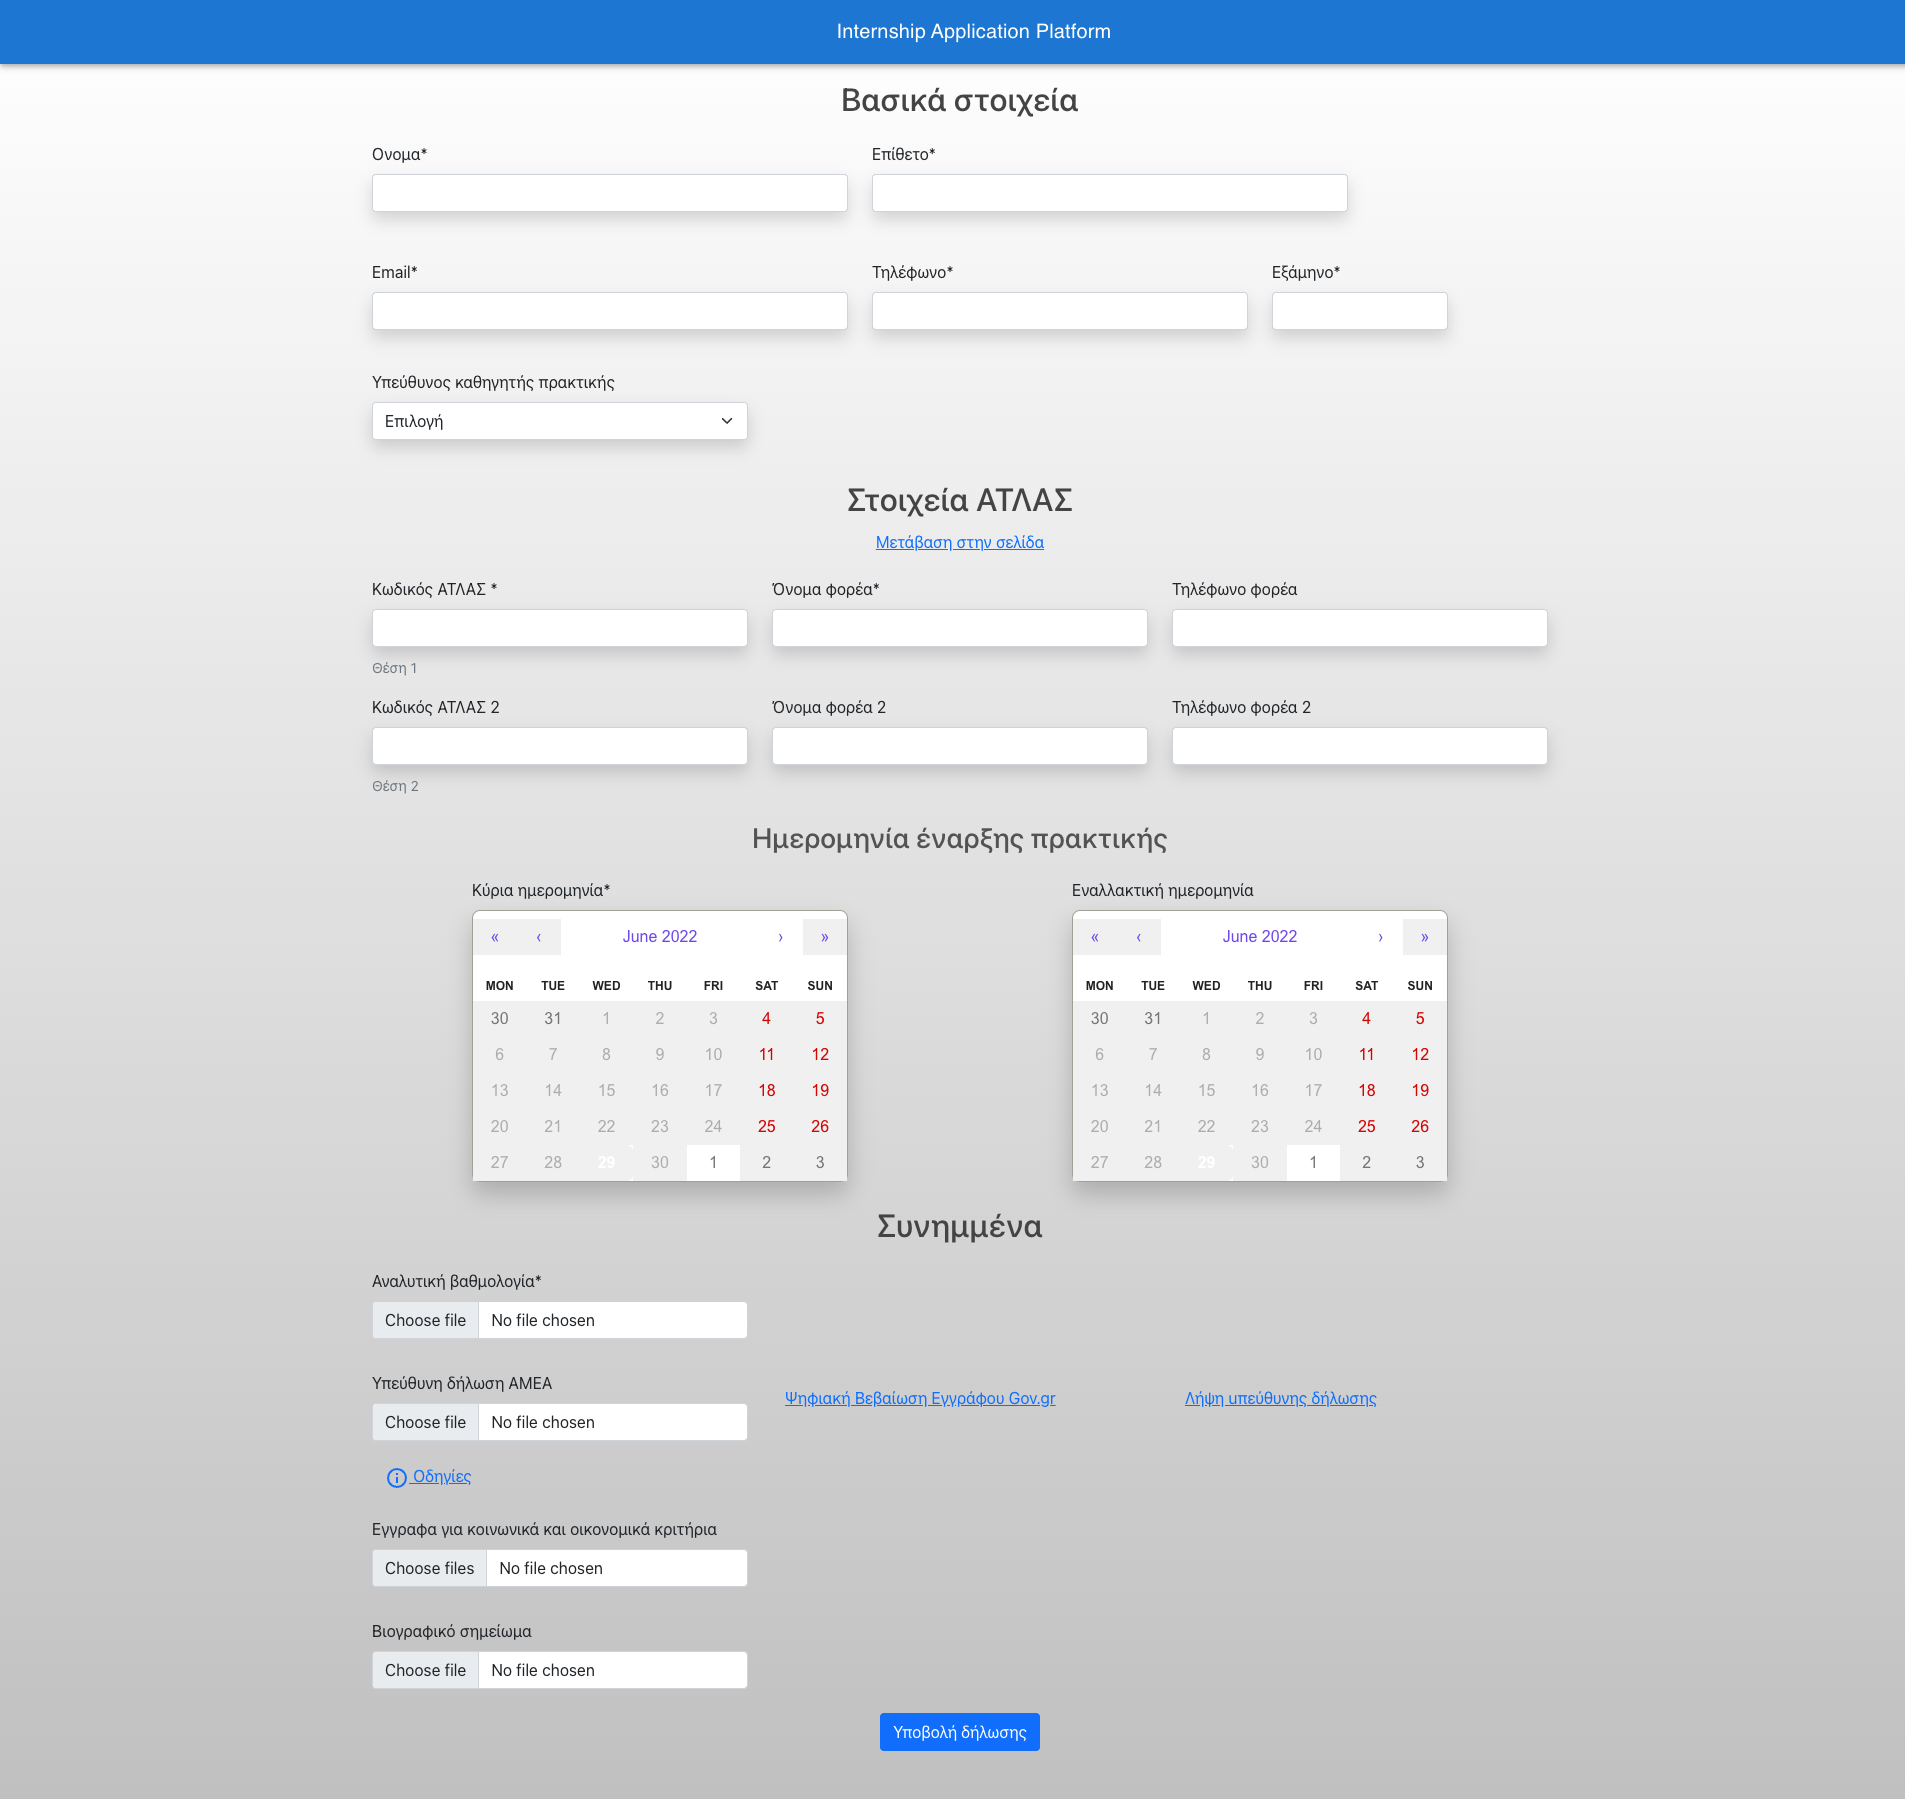 Internship Application Platform
Βασικά στοιχεία
Ονομα* Επίθετο*
Email* Τηλέφωνο* Εξάμηνο*
Υπεύθυνος καθηγητής πρακτικής
Επιλογή
Στοιχεία ΑΤΛΑΣ
Μετάβαση στην σελίδα
Κωδικός ΑΤΛΑΣ * Όνομα φορέα* Τηλέφωνο φορέα
Θέση 1
Κωδικός ΑΤΛΑΣ 2 Όνομα φορέα 2 Τηλέφωνο φορέα 2
Θέση 2
Ημερομηνία έναρξης πρακτικής
Κύρια ημερομηνία* Εναλλακτική ημερομηνία
« ‹ June 2022 › » « ‹ June 2022 › »
MON TUE WED THU FRI SAT SUN MON TUE WED THU FRI SAT SUN
30 31 1 2 3 4 5 30 31 1 2 3 4 5
6 7 8 9 10 11 12 6 7 8 9 10 11 12
13 14 15 16 17 18 19 13 14 15 16 17 18 19
20 21 22 23 24 25 26 20 21 22 23 24 25 26
27 28 29 30 1 2 3 27 28 29 30 1 2 3
Συνημμένα
Αναλυτική βαθμολογία*
Choose file No file chosen
Υπεύθυνη δήλωση ΑΜΕΑ
Choose file No file chosen Ψηφιακή Βεβαίωση Εγγράφου Gov.gr Λήψη uπεύθυνης δήλωσης
Οδηγίες
Εγγραφα για κοινωνικά και οικονομικά κριτήρια
Choose files No file chosen
Βιογραφικό σημείωμα
Choose file No file chosen
Υποβολή δήλωσης